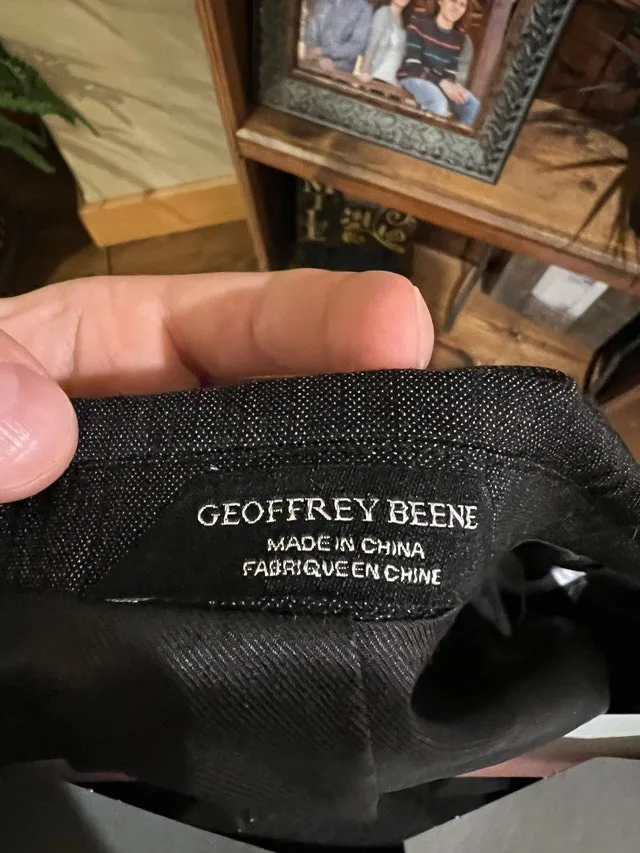 GEOFFREY BEENE
MADE IN CHINA
FABRIQUE EN CHINE